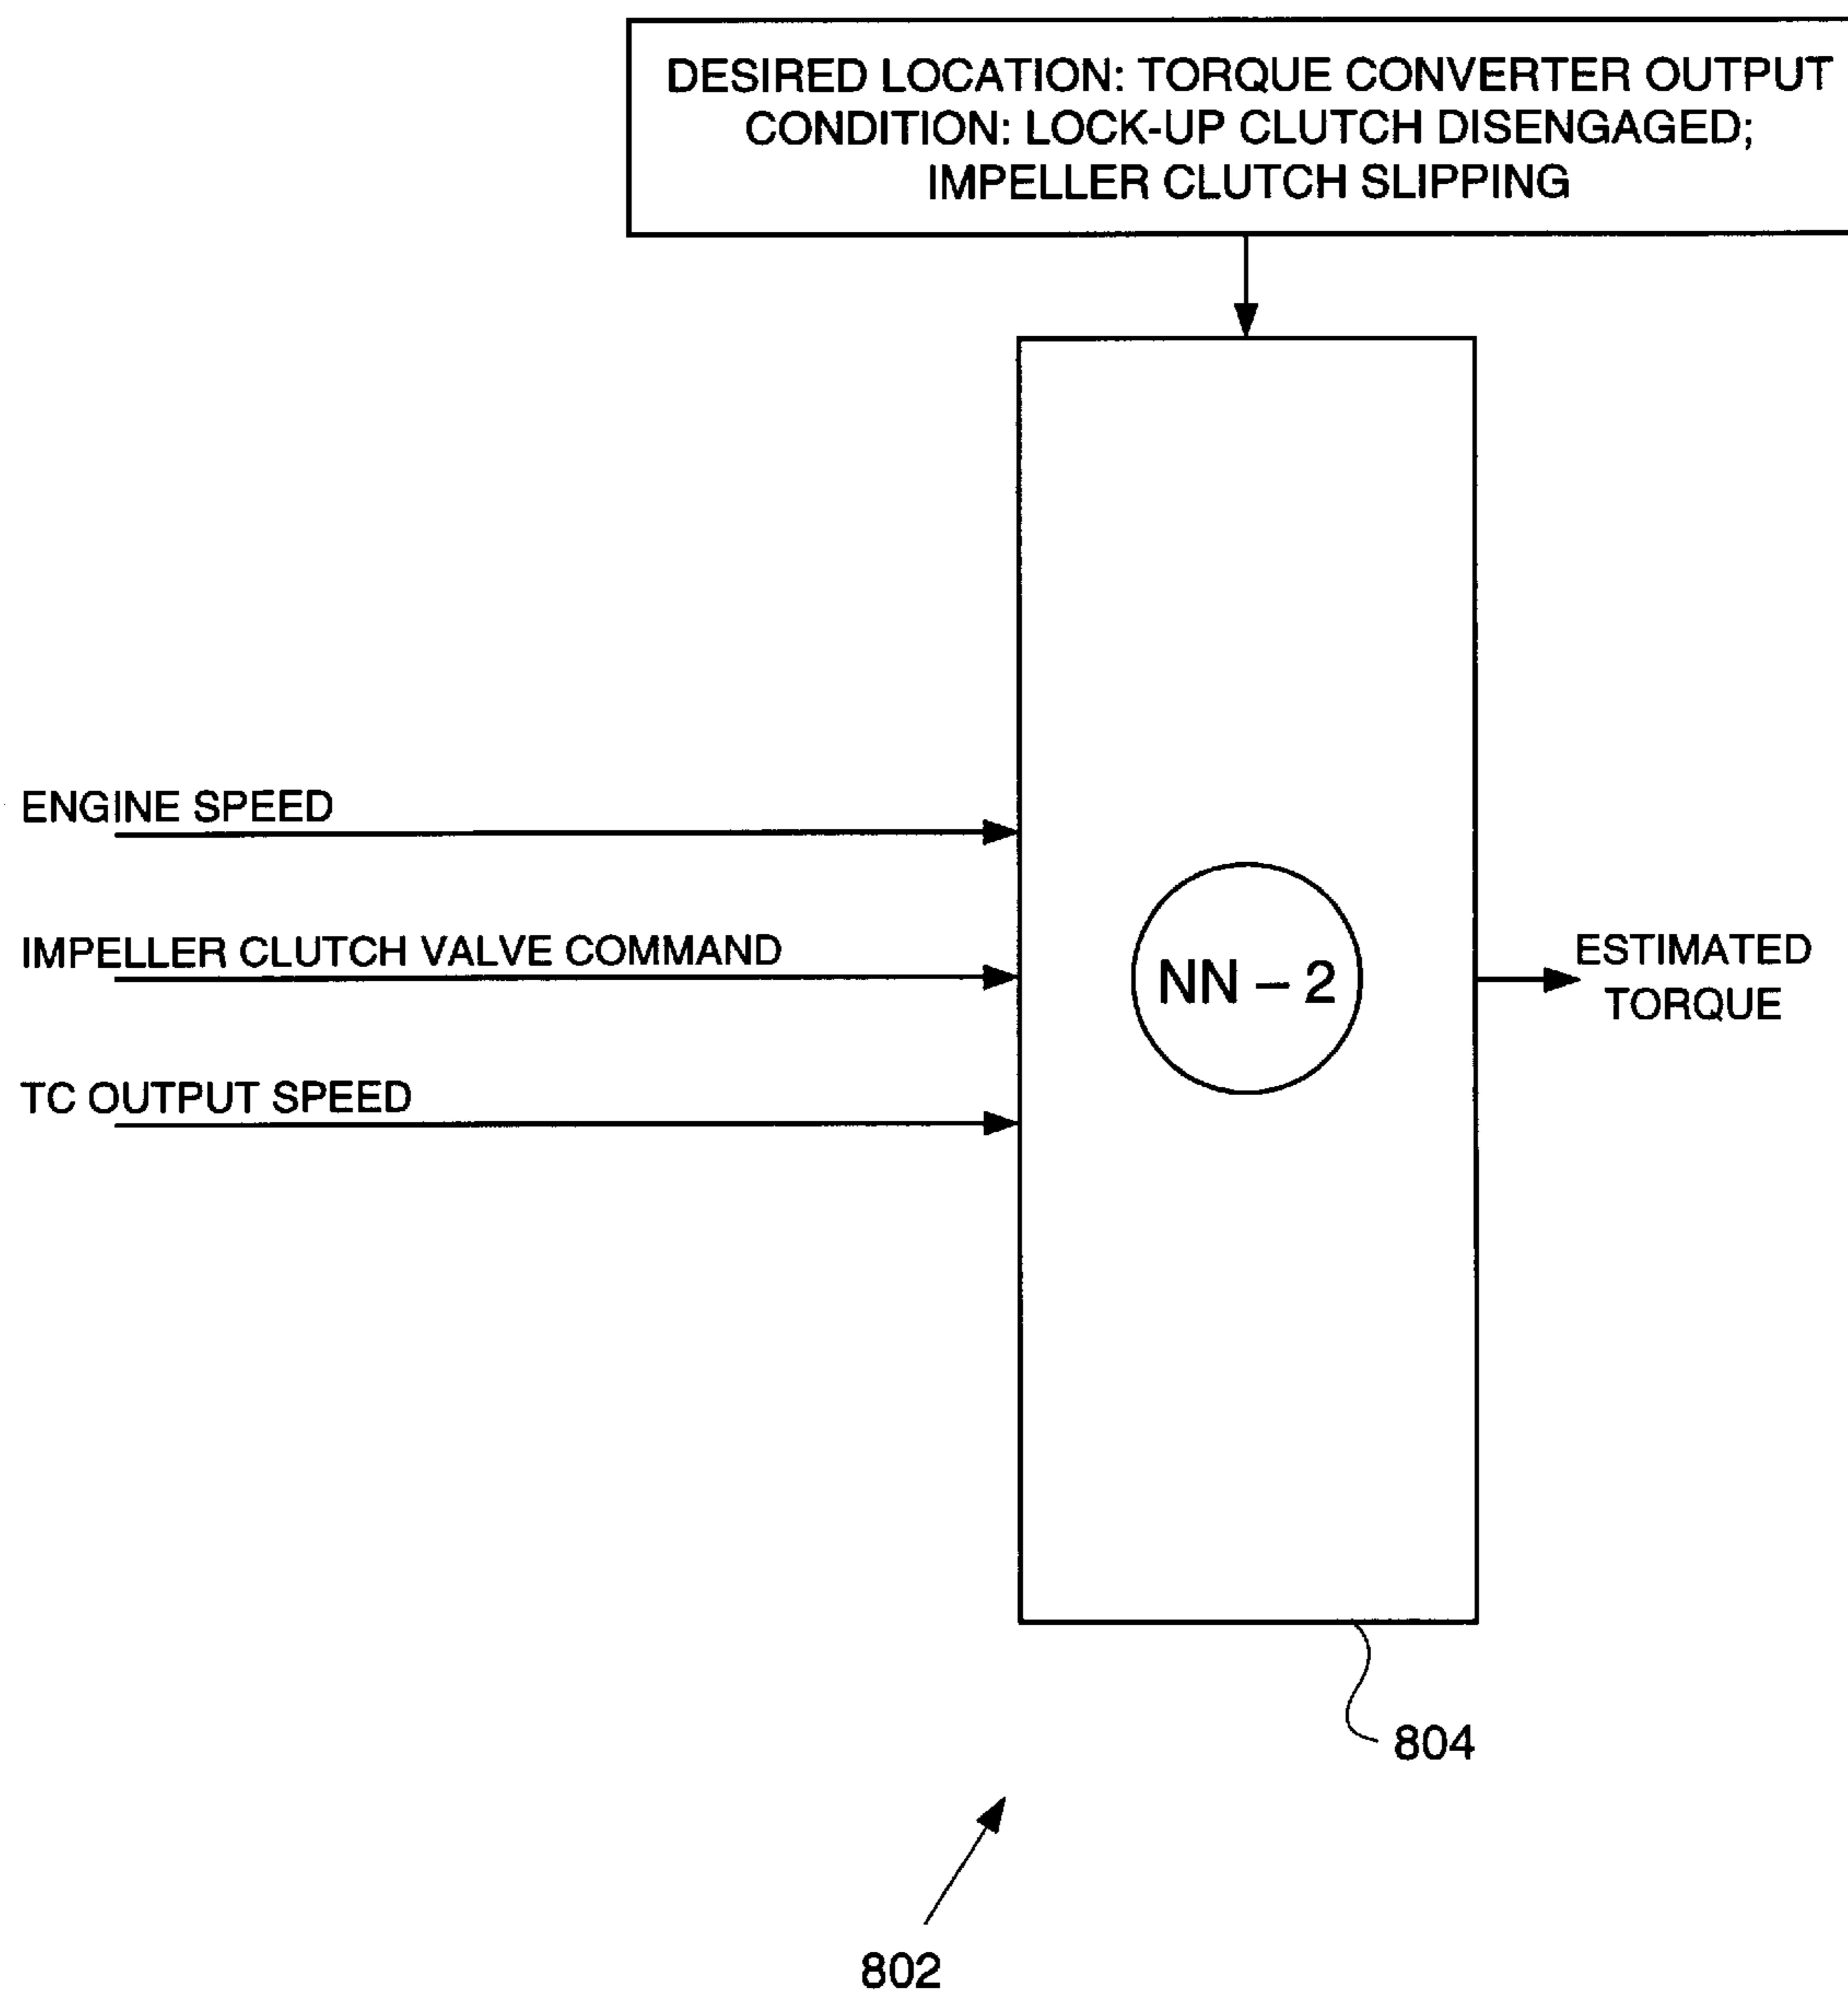 DESIRED LOCATION: TORQUE CONVERTER OUTPUT
CONDITION: LOCK-UP CLUTCH DISENGAGED;
IMPELLER CLUTCH SLIPPING
ENGINE SPEED
IMPELLER CLUTCH VALVE COMMAND
TC OUTPUT SPEED
NN – 2
ESTIMATED
TORQUE
804
802